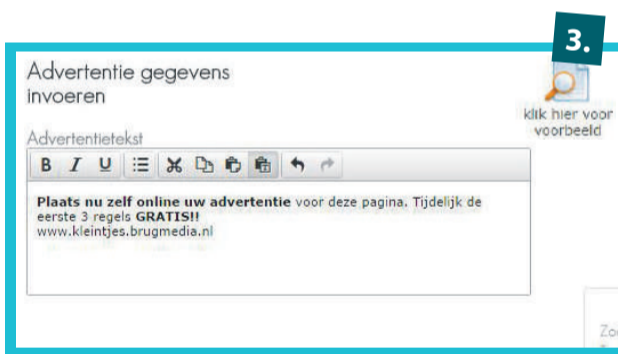 3.
Advertentie gegevens
invoeren
klik hier voor
voorbeeld
Advertentietekst
B I U
Plaats nu zelf online uw advertentie voor deze pagina. Tijdelijk de
eerste 3 regels GRATIS!!
www.kleintjes.brugmedia.nl